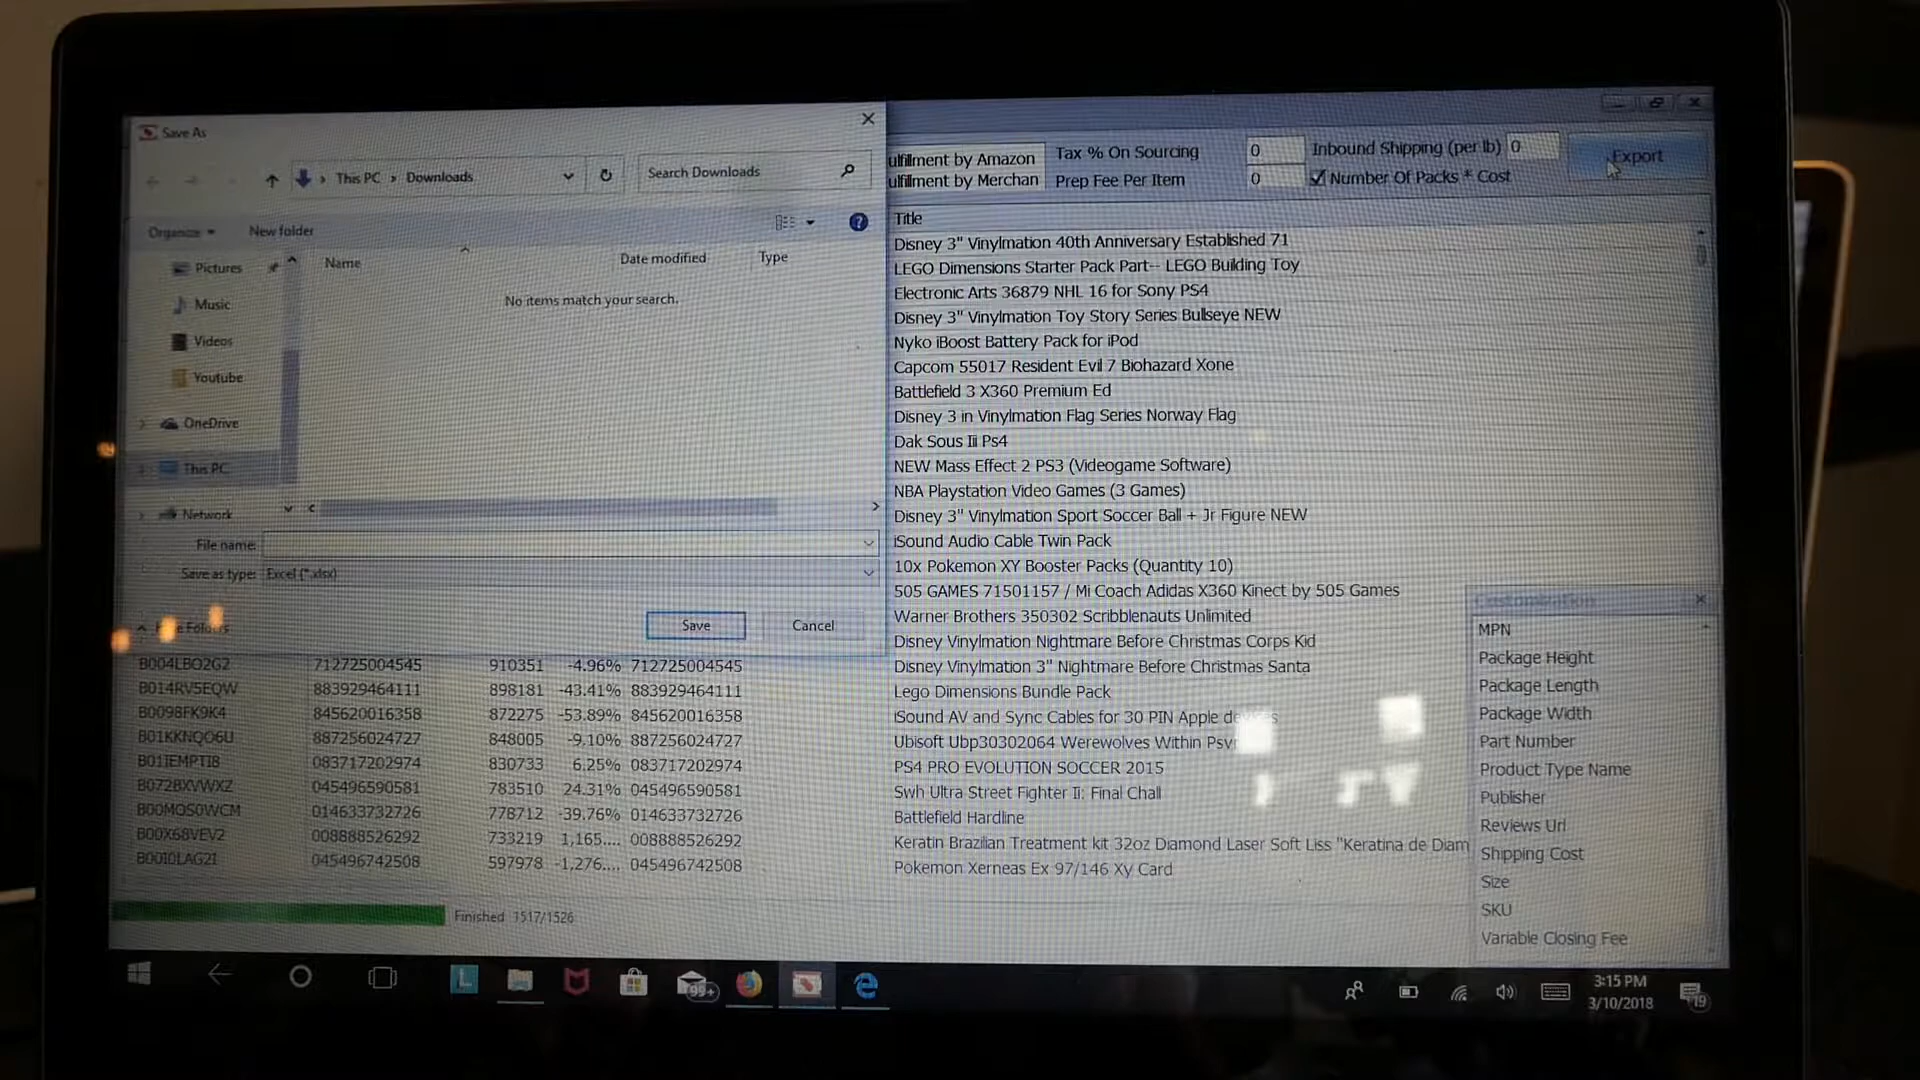 Save As
This PC > Downloads
Search Downloads
Organize
New folder
Name
Date modified
Type
No items match your search.
Pictures
Music
Videos
Youtube
OneDrive
This PC
Network
File name:
Save as type: Excel (*.xlsx)
Save
Cancel
ulfillment by Amazon
ulfillment by Merchan
Tax % On Sourcing 0
Prep Fee Per Item 0
Inbound Shipping (per lb) 0
Number Of Packs * Cost
Export
Title
Disney 3" Vinylmation 40th Anniversary Established 71
LEGO Dimensions Starter Pack Part-- LEGO Building Toy
Electronic Arts 36879 NHL 16 for Sony PS4
Disney 3" Vinylmation Toy Story Series Bullseye NEW
Nyko iBoost Battery Pack for iPod
Capcom 55017 Resident Evil 7 Biohazard Xone
Battlefield 3 X360 Premium Ed
Disney 3 in Vinylmation Flag Series Norway Flag
Dak Sous Iii Ps4
NEW Mass Effect 2 PS3 (Videogame Software)
NBA Playstation Video Games (3 Games)
Disney 3" Vinylmation Sport Soccer Ball + Jr Figure NEW
iSound Audio Cable Twin Pack
10x Pokemon XY Booster Packs (Quantity 10)
505 GAMES 71501157 / Mi Coach Adidas X360 Kinect by 505 Games
Warner Brothers 350302 Scribblenauts Unlimited
Disney Vinylmation Nightmare Before Christmas Corps Kid
B004LBO2G2 712725004545 910351 -4.96% 712725004545 Disney Vinylmation 3" Nightmare Before Christmas Santa
B014RV5EQW 883929464111 898181 -43.41% 883929464111 Lego Dimensions Bundle Pack
B0098FK9K4 845620016358 872275 -53.89% 845620016358 iSound AV and Sync Cables for 30 PIN Apple
B01KKNQO6U 887256024727 848005 -9.10% 887256024727 Ubisoft Ubp30302064 Werewolves Within Psvr
B01IEMPTI8 083717202974 830733 6.25% 083717202974 PS4 PRO EVOLUTION SOCCER 2015
B072BXVWXZ 045496590581 783510 24.31% 045496590581 Swh Ultra Street Fighter Ii: Final Chall
B00MOS0WCM 014633732726 778712 -39.76% 014633732726 Battlefield Hardline
B00X68VEV2 008888526292 733219 1,165.... 008888526292 Keratin Brazilian Treatment kit 32oz Diamond Laser Soft Liss "Keratina de Diam
B0010LAG21 045496742508 597978 -1,276.... 045496742508 Pokemon Xerneas Ex 97/146 Xy Card
Customization
MPN
Package Height
Package Length
Package Width
Part Number
Product Type Name
Publisher
Reviews Url
Shipping Cost
Size
SKU
Variable Closing Fee
Finished 1517/1526
99+
3:15 PM
3/10/2018
19